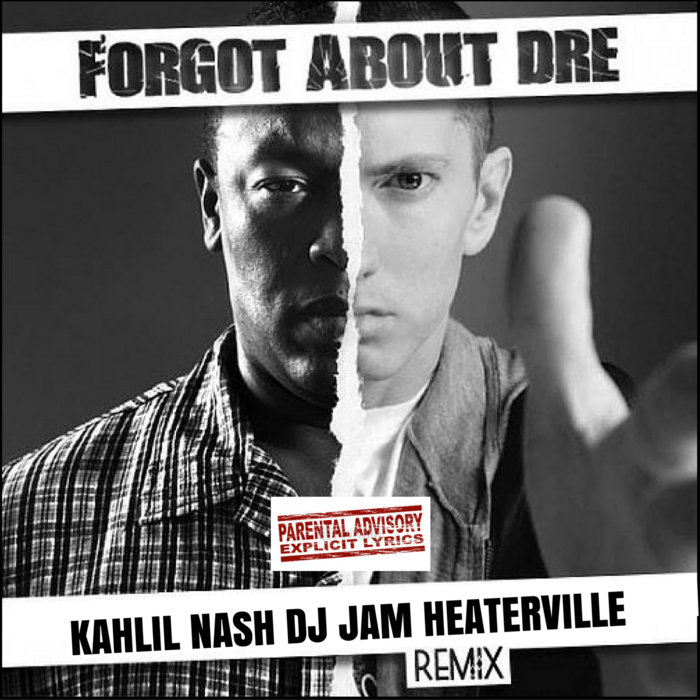 FORGOT ABOUT DRE
PARENTAL ADVISORY
EXPLICIT LYRICS
KAHLIL NASH DJ JAM HEATERVILLE
REMIX